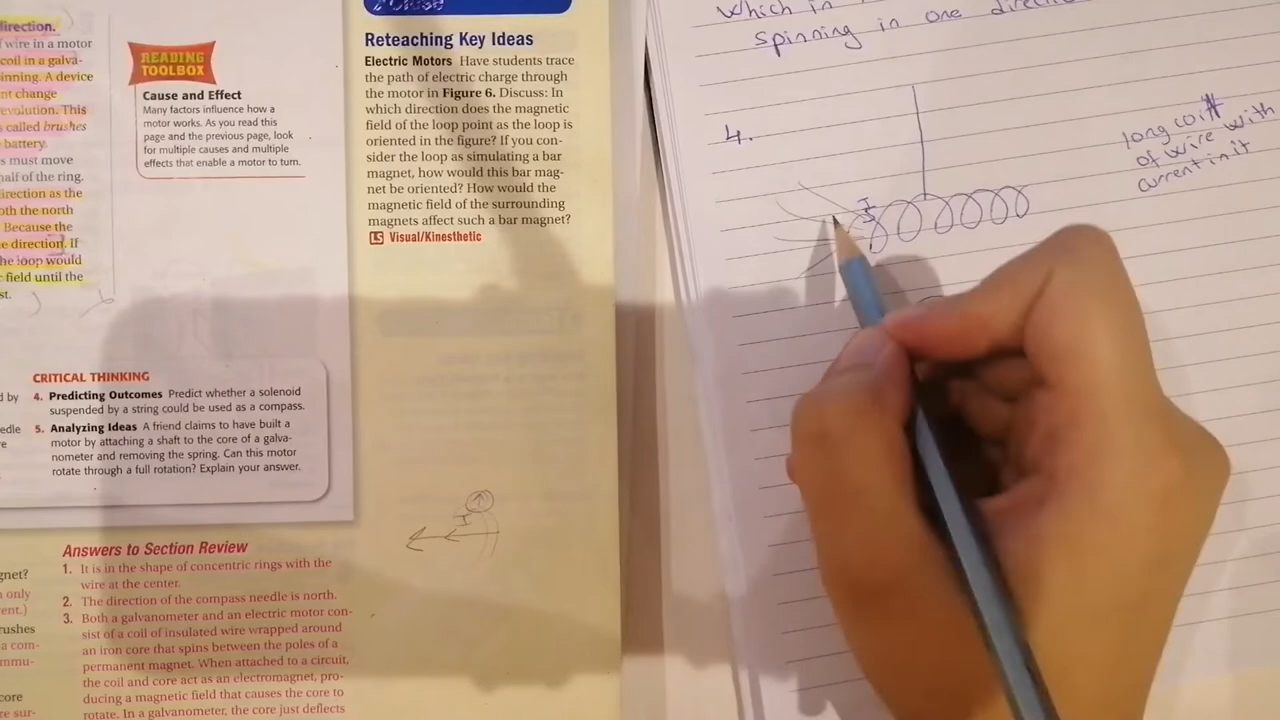 direction.
wire in a motor
coil in a galva-
inning. A device
nt change
evolution. This
s called brushes
battery.
s must move
half of the ring.
irection as the
oth the north
Because the
e direction. If
he loop would
field until the
st.
READING
TOOLBOX
Cause and Effect
Many factors influence how a
motor works. As you read this
page and the previous page, look
for multiple causes and multiple
effects that enable a motor to turn.
CRITICAL THINKING
4. Predicting Outcomes Predict whether a solenoid
suspended by a string could be used as a compass.
5. Analyzing Ideas A friend claims to have built a
motor by attaching a shaft to the core of a galva-
nometer and removing the spring. Can this motor
rotate through a full rotation? Explain your answer.
d by
edle
e
gnet?
only
ent.)
rushes
a com-
mmu-
core
re sur-
Answers to Section Review
1. It is in the shape of concentric rings with the
wire at the center.
2. The direction of the compass needle is north.
3. Both a galvanometer and an electric motor con-
sist of a coil of insulated wire wrapped around
an iron core that spins between the poles of a
permanent magnet. When attached to a circuit,
the coil and core act as an electromagnet, pro-
ducing a magnetic field that causes the core to
rotate. In a galvanometer, the core just deflects
Close
Reteaching Key Ideas
Electric Motors Have students trace
the path of electric charge through
the motor in Figure 6. Discuss: In
which direction does the magnetic
field of the loop point as the loop is
oriented in the figure? If you con-
sider the loop as simulating a bar
magnet, how would this bar mag-
net be oriented? How would the
magnetic field of the surrounding
magnets affect such a bar magnet?
LS Visual/Kinesthetic
I
which in
spinning in one direction
4.
I
long coil
of wire with
current in it